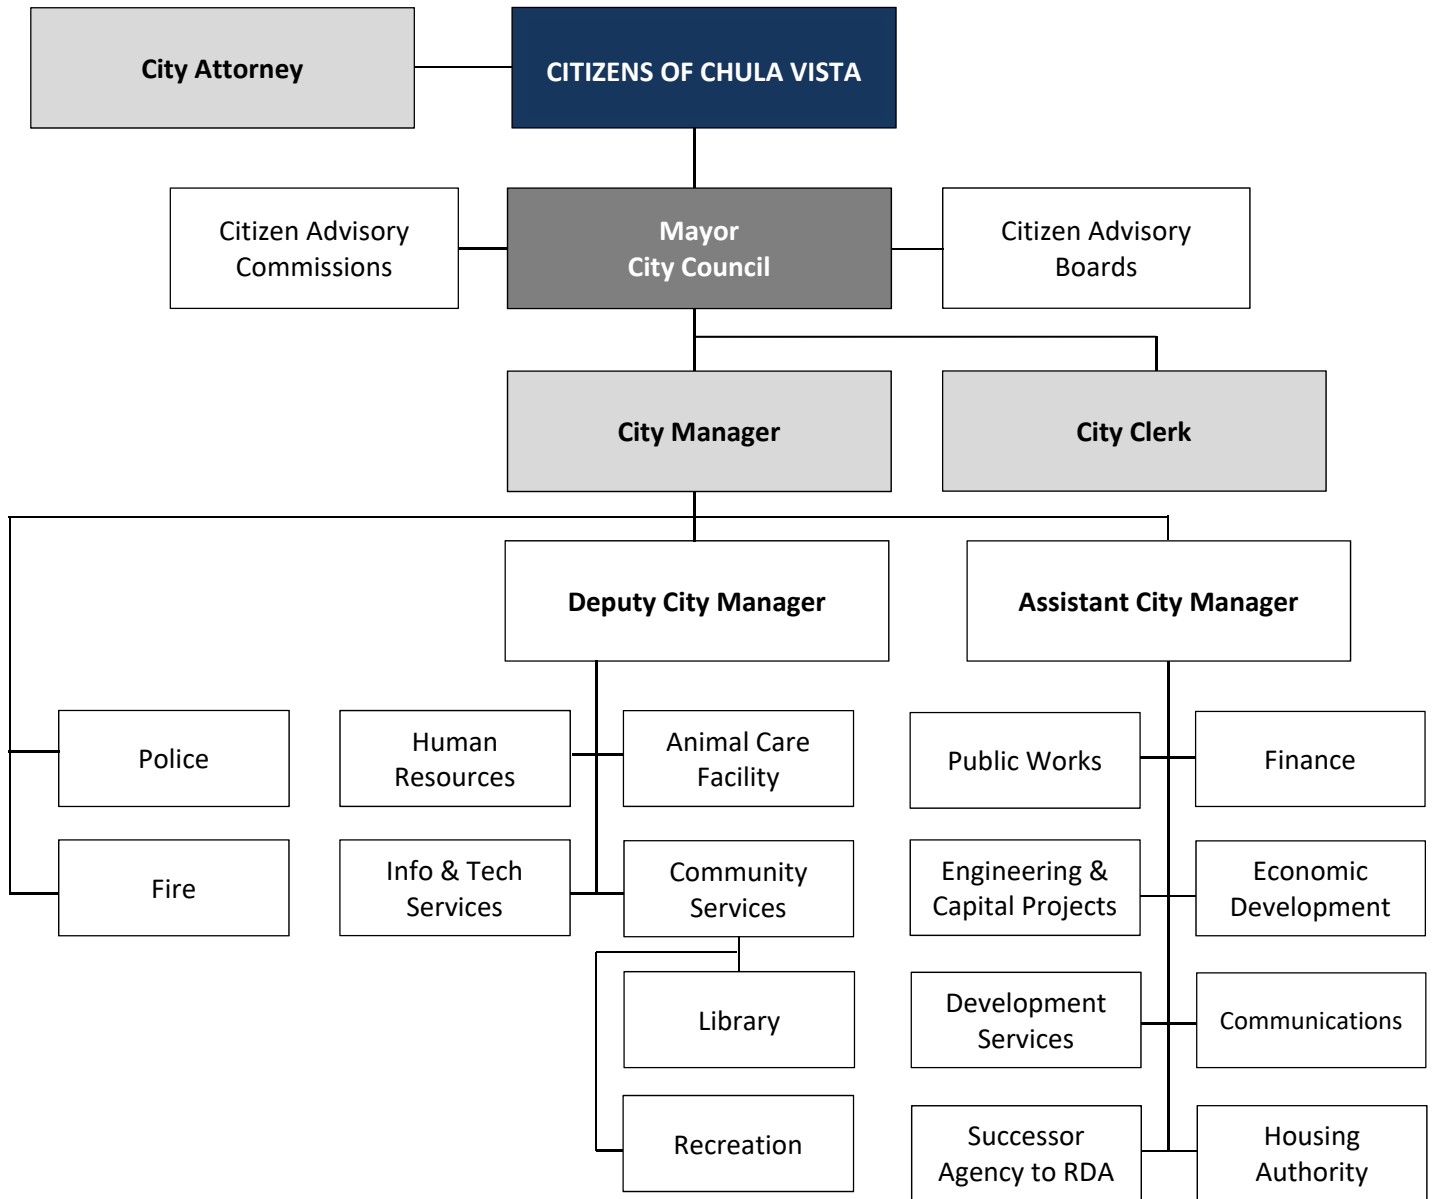 City Attorney
CITIZENS OF CHULA VISTA
Citizen Advisory
Commissions
Mayor
City Council
Citizen Advisory
Boards
City Manager
City Clerk
Deputy City Manager
Assistant City Manager
Police
Human
Resources
Animal Care
Facility
Public Works
Finance
Fire
Info & Tech
Services
Community
Services
Engineering &
Capital Projects
Economic
Development
Library
Development
Services
Communications
Recreation
Successor
Agency to RDA
Housing
Authority